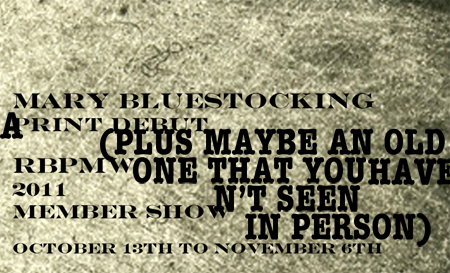 MARY BLUESTOCKING
A PRINT DEBUT
(PLUS MAYBE AN OLD
ONE THAT YOUHAVE
N'T SEEN
IN PERSON)
RBPMW
2011
MEMBER SHOW
OCTOBER 13TH TO NOVEMBER 6TH